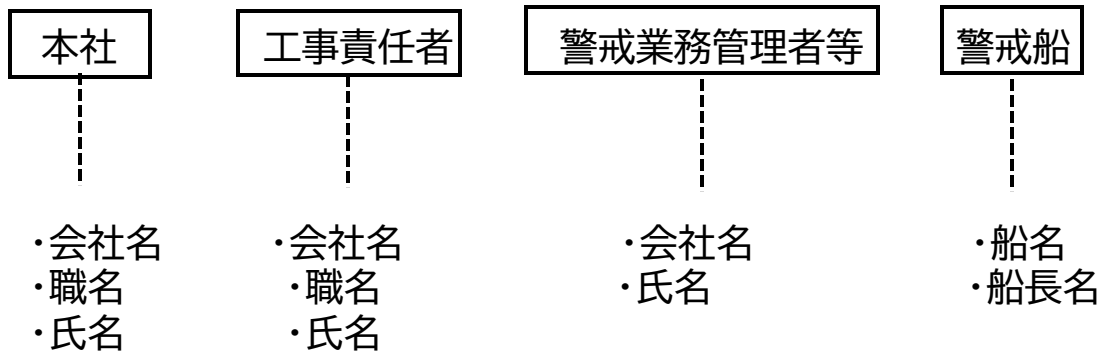 本社
工事責任者
警戒業務管理者等
警戒船
・会社名
・職名
・氏名
・会社名
・職名
・氏名
・会社名
・氏名
・船名
・船長名